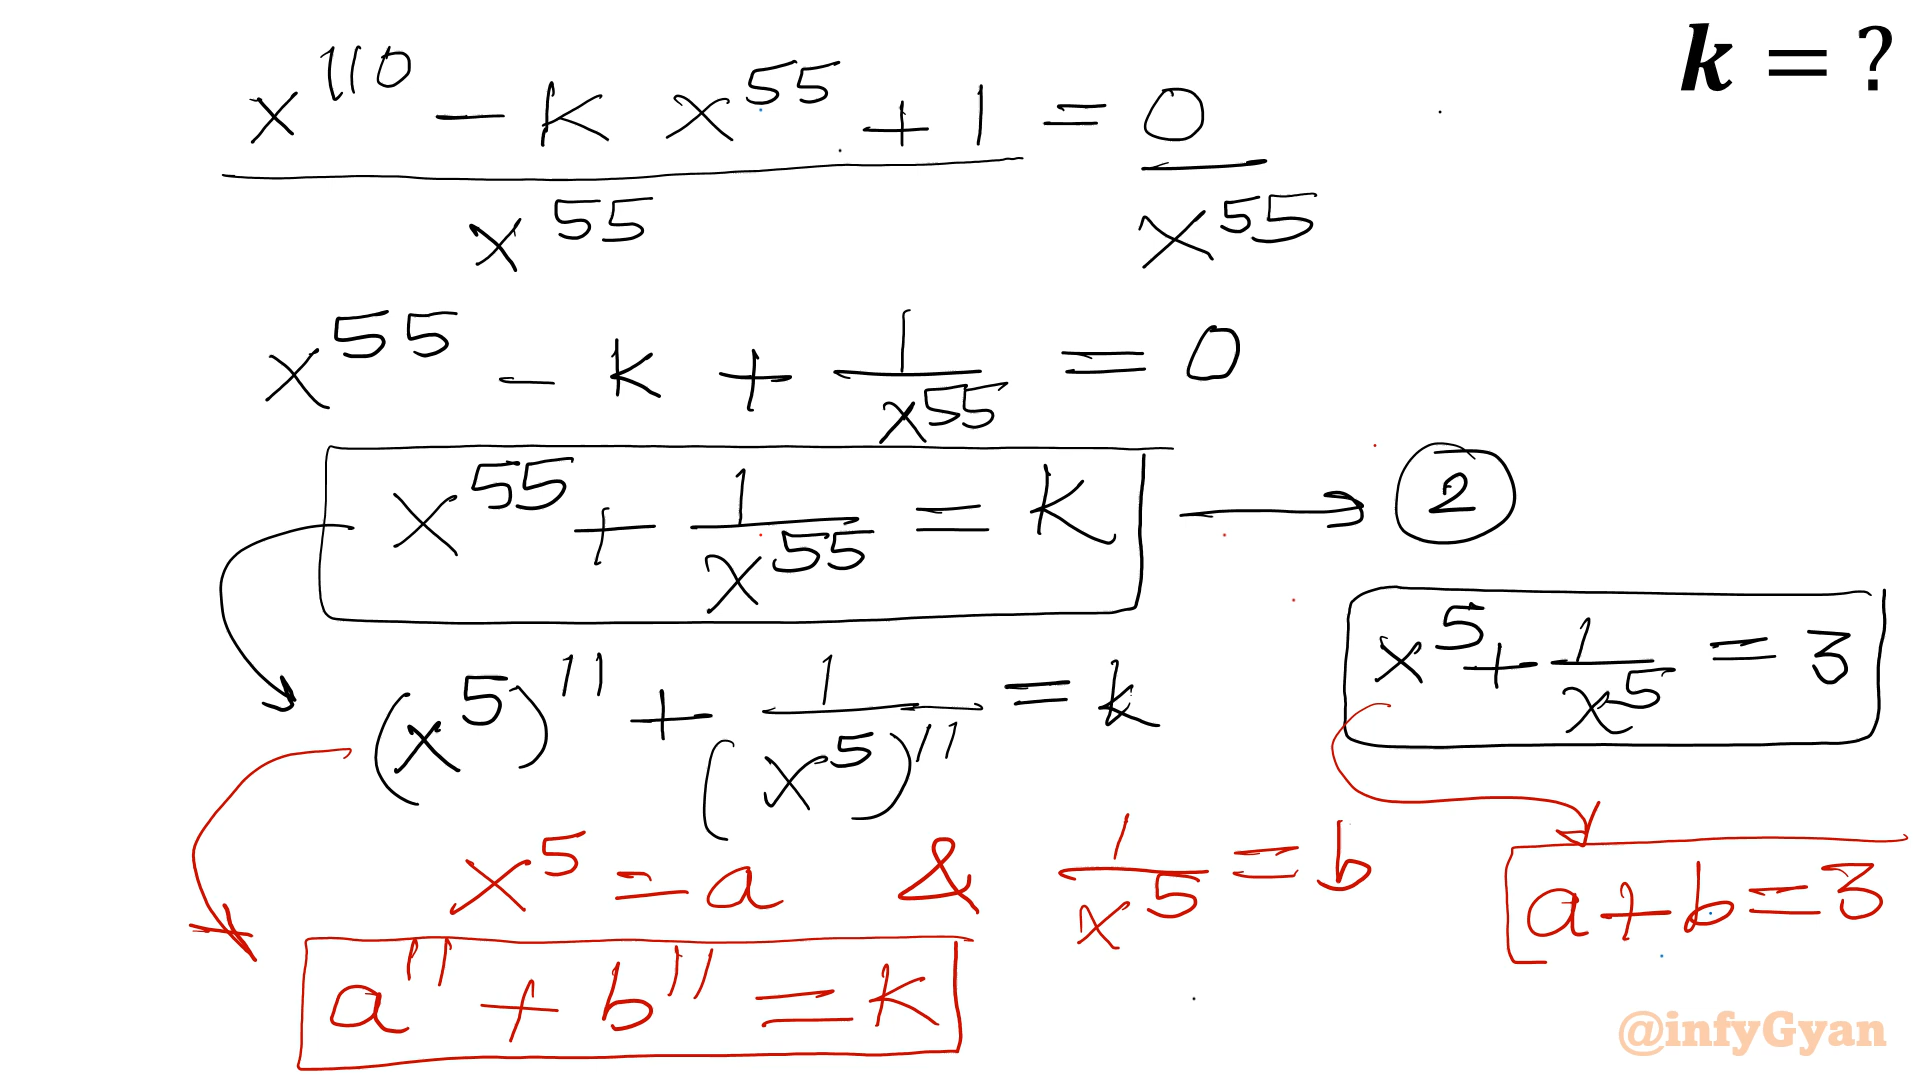 k = ?
x^110 - k x^55 + 1 = 0
x^55 x^55
x^55 - k + 1/x^55 = 0
x^55 + 1/x^55 = k → 2
x^5 + 1/x^5 = 3
(x^5)^11 + 1/(x^5)^11 = k
x^5 = a & 1/x^5 = b
a + b = 3
a^11 + b^11 = k
@infyGyan